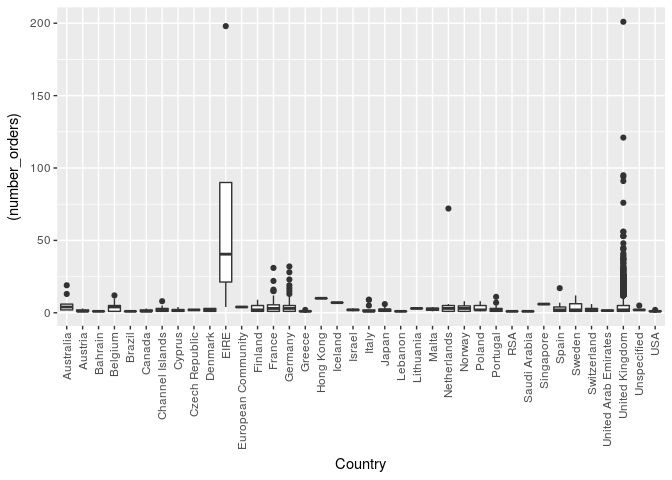 200
150
100
50
0
(number_orders)
Australia
Austria
Bahrain
Belgium
Brazil
Canada
Channel Islands
Cyprus
Czech Republic
Denmark
EIRE
European Community
Finland
France
Germany
Greece
Hong Kong
Iceland
Israel
Italy
Japan
Lebanon
Lithuania
Malta
Netherlands
Norway
Poland
Portugal
RSA
Saudi Arabia
Singapore
Spain
Sweden
Switzerland
United Arab Emirates
United Kingdom
Unspecified
USA
Country